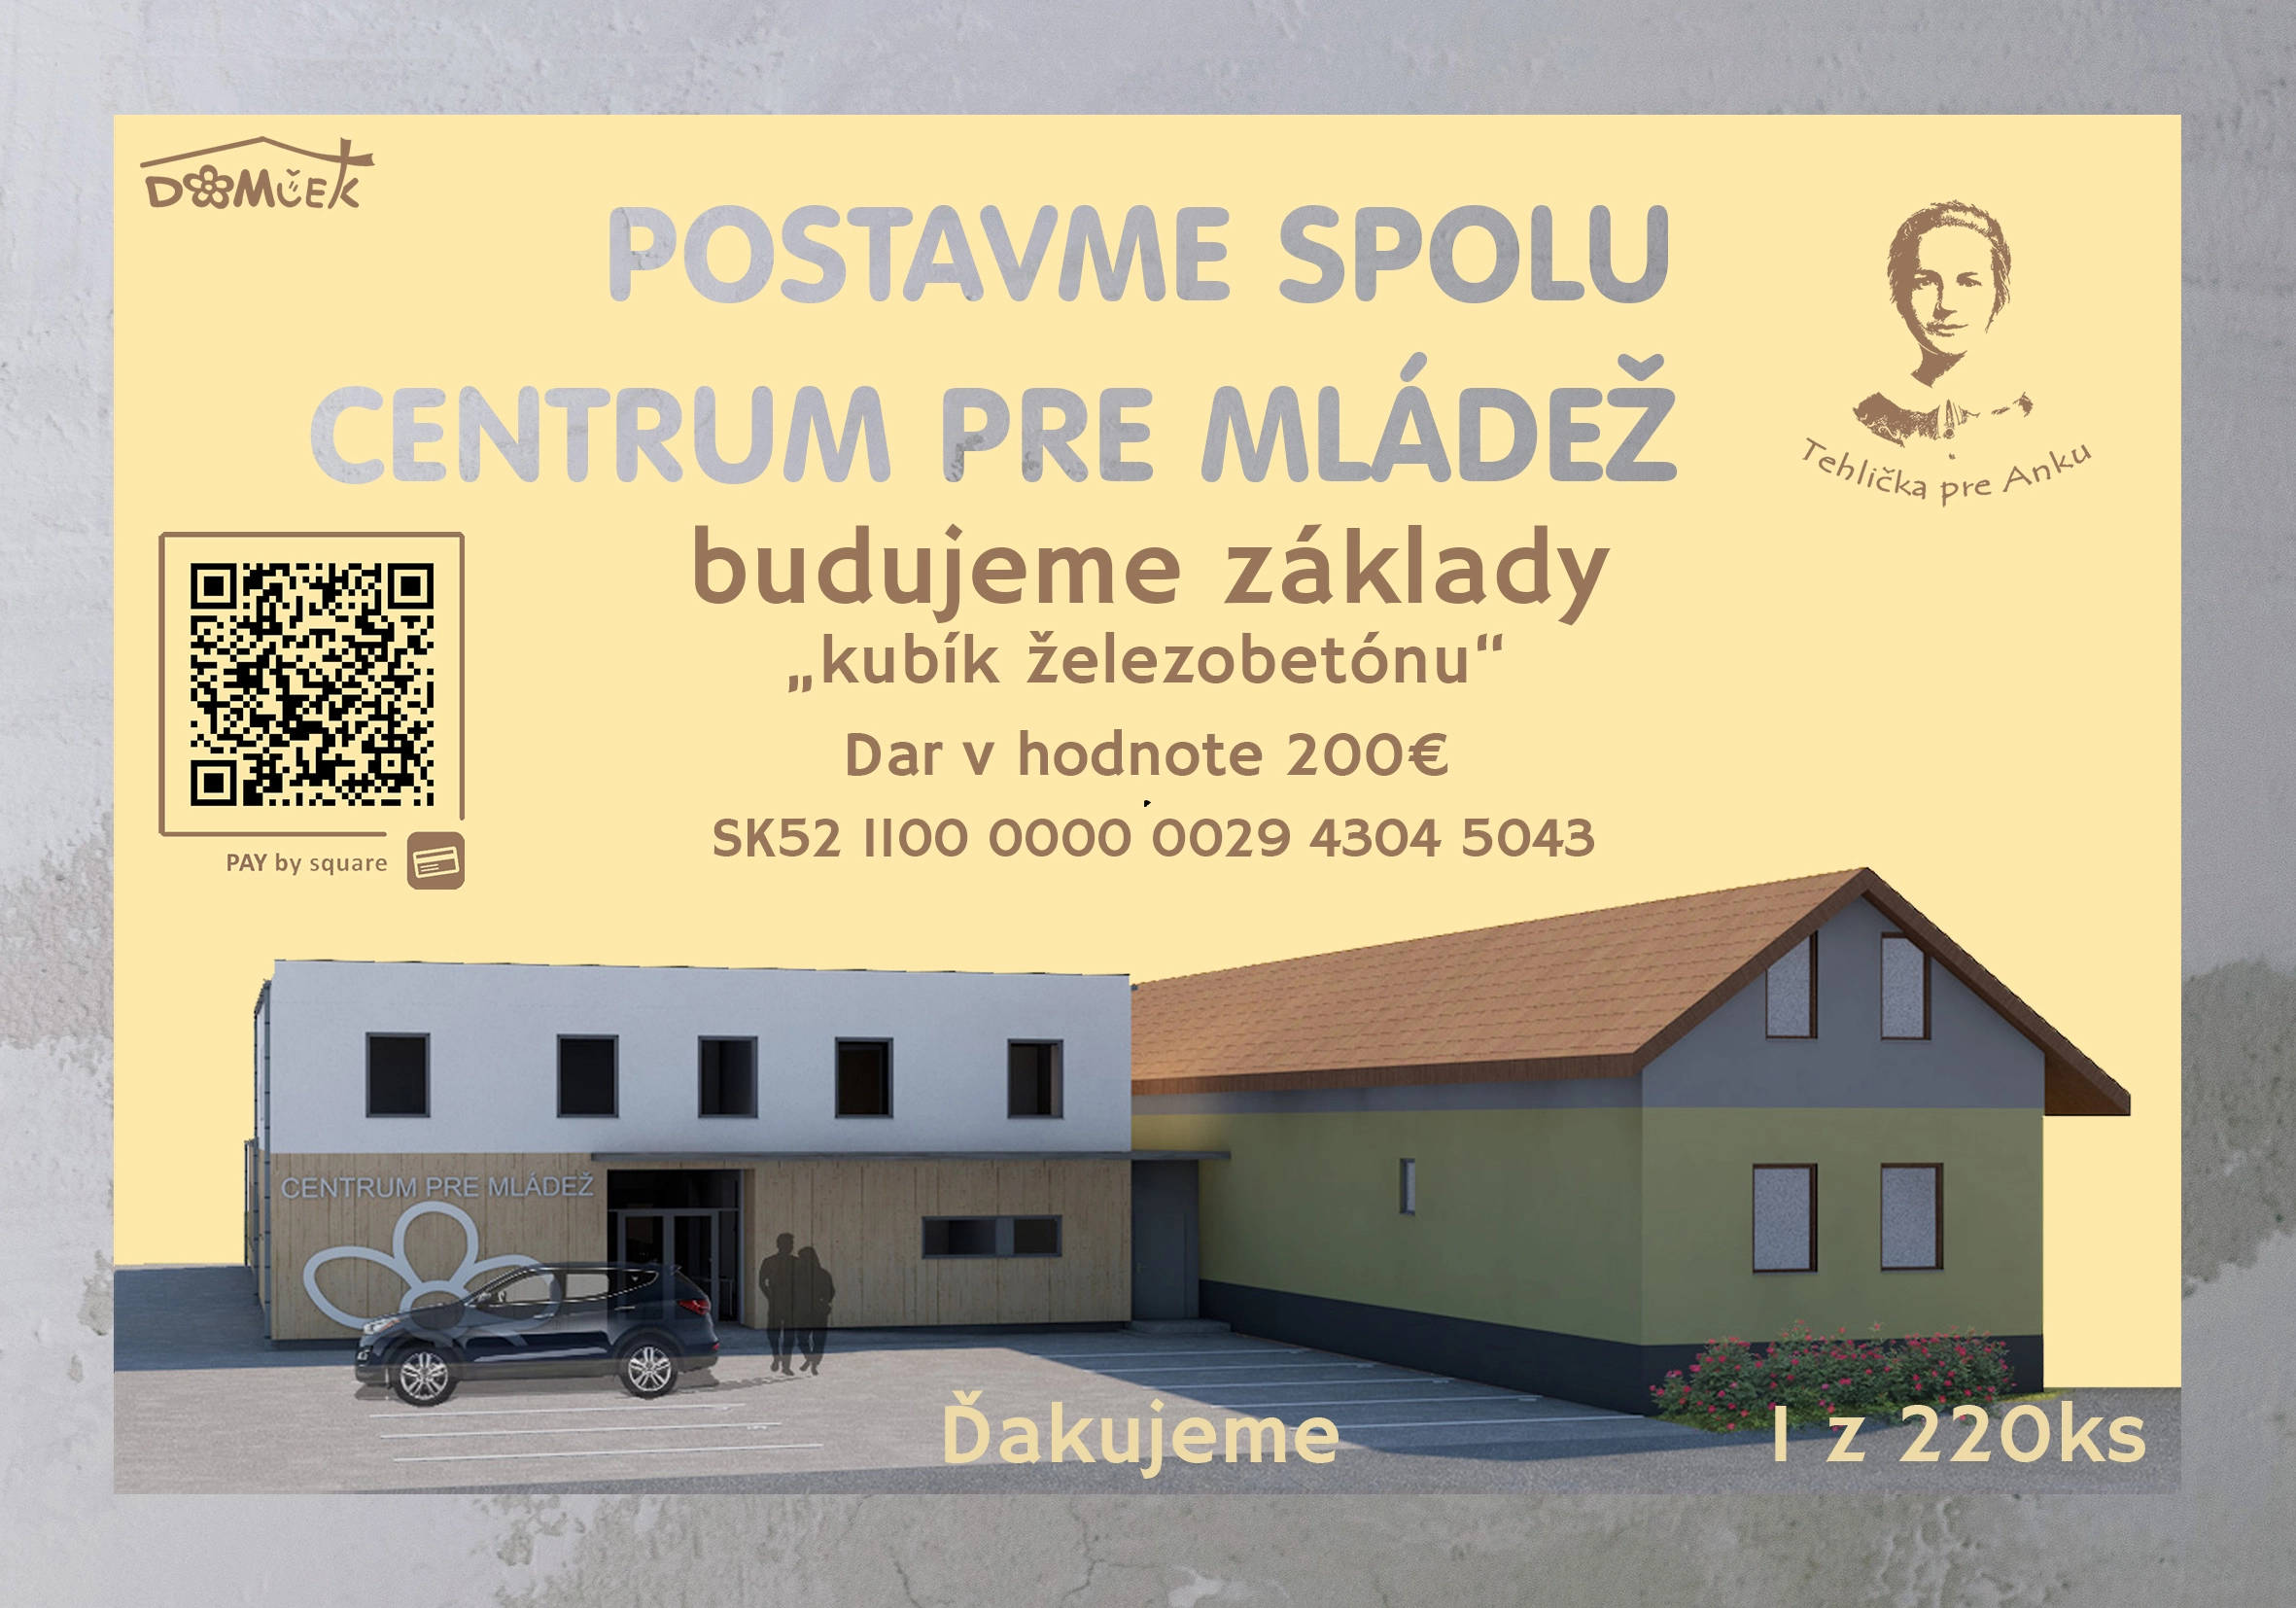 DOMČEK
POSTAVME SPOLU
CENTRUM PRE MLÁDEŽ
Tehlička pre Anku
budujeme základy
„kubík železobetónu“
Dar v hodnote 200€
SK52 1100 0000 0029 4304 5043
PAY by square
CENTRUM PRE MLÁDEŽ
Ďakujeme
1 z 220ks